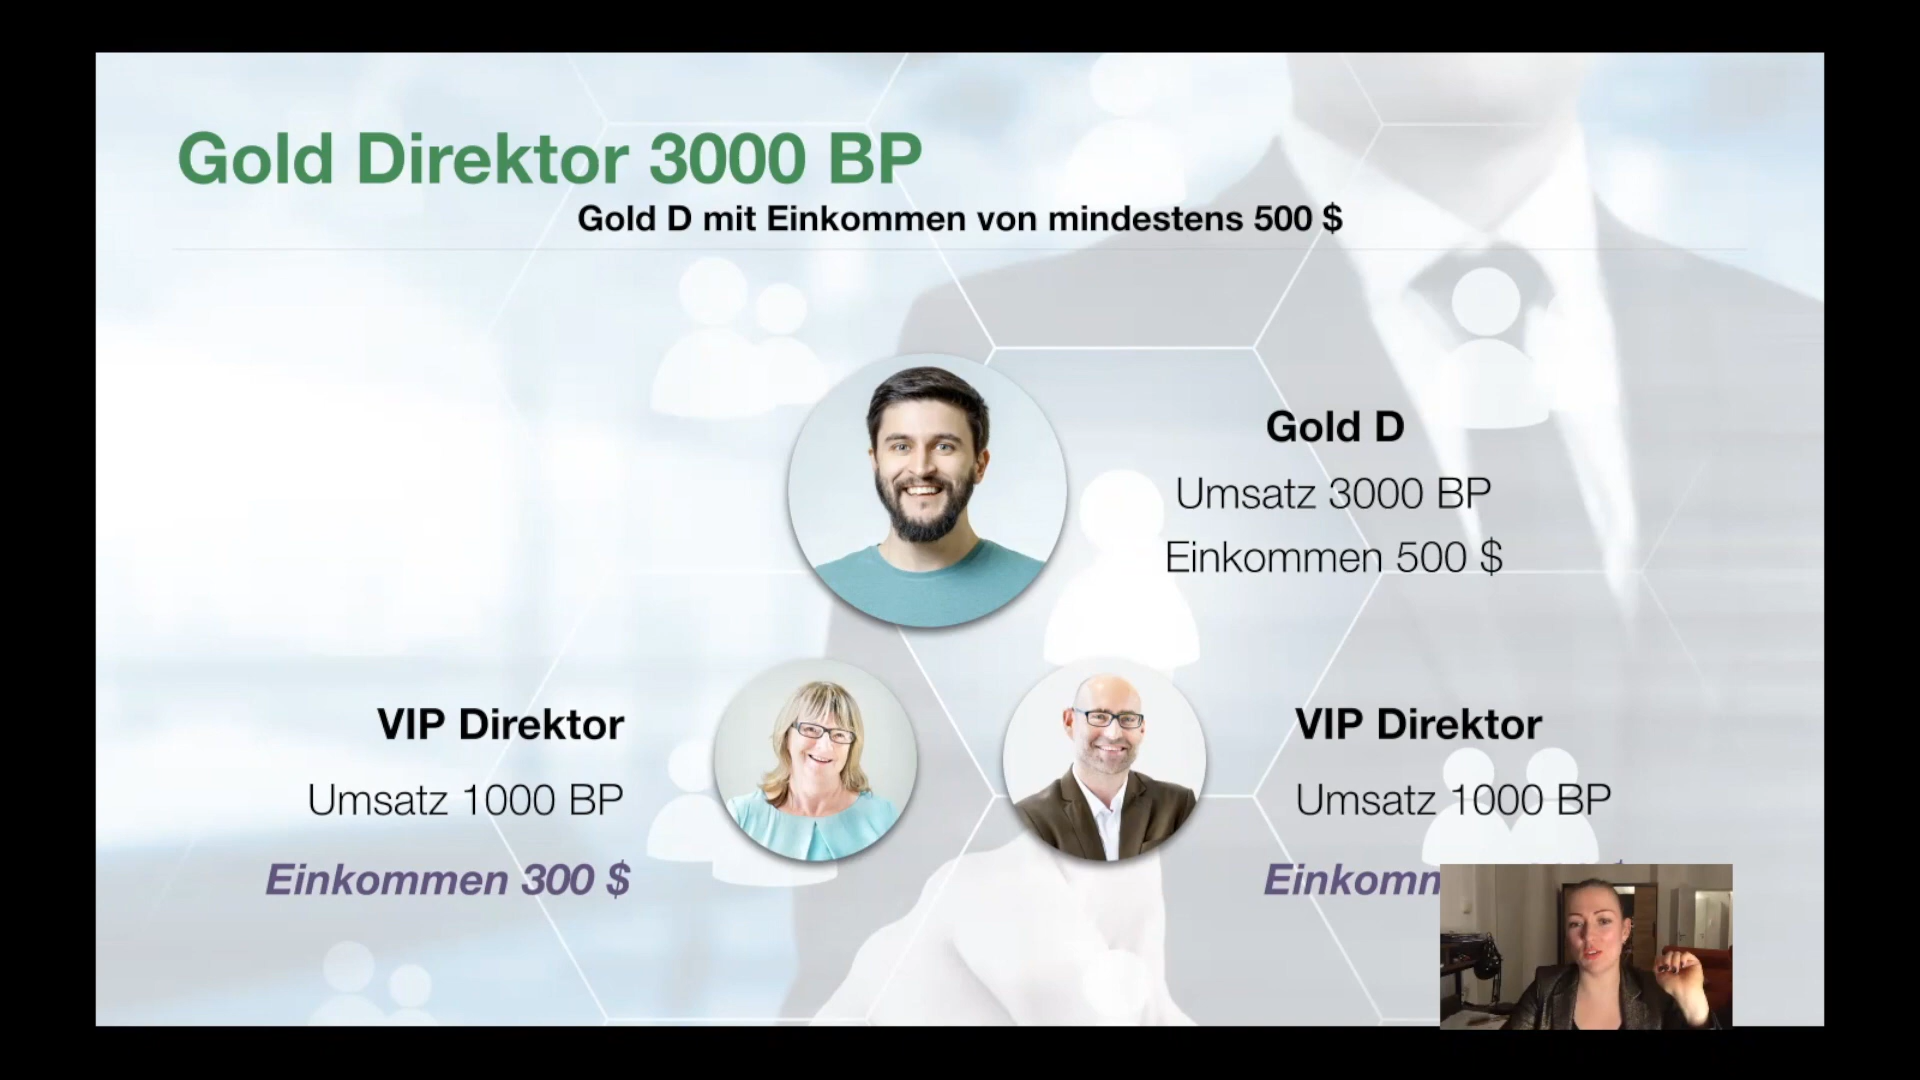 Gold Direktor 3000 BP
Gold D mit Einkommen von mindestens 500 $
Gold D
Umsatz 3000 BP
Einkommen 500 $
VIP Direktor
Umsatz 1000 BP
Einkommen 300 $
VIP Direktor
Umsatz 1000 BP